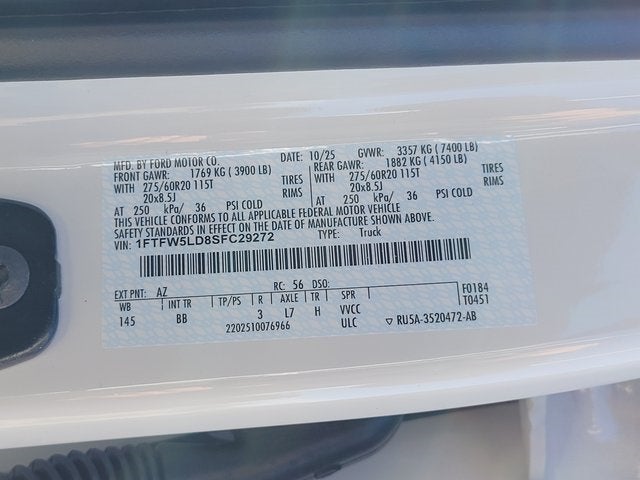 MFD. BY FORD MOTOR CO. DATE: 10/25 GVWR: 3357 KG ( 7400 LB)
FRONT GAWR: 1769 KG ( 3900 LB) REAR GAWR: 1882 KG ( 4150 LB)
WITH 275/60R20 115T TIRES WITH 275/60R20 115T TIRES
20x8.5J RIMS 20x8.5J RIMS
AT 250 kPa/ 36 PSI COLD AT 250 kPa/ 36 PSI COLD
THIS VEHICLE CONFORMS TO ALL APPLICABLE FEDERAL MOTOR VEHICLE
SAFETY STANDARDS IN EFFECT ON THE DATE OF MANUFACTURE SHOWN ABOVE.
VIN: 1FTFW5LD8SFC29272 TYPE: Truck
EXT PNT: AZ RC: 56 DSO: F0184
WB INT TR TP/PS R AXLE TR SPR T0451
145 BB 3 L7 H VVCC
2202510076966 ULC ▽ RU5A-3520472-AB